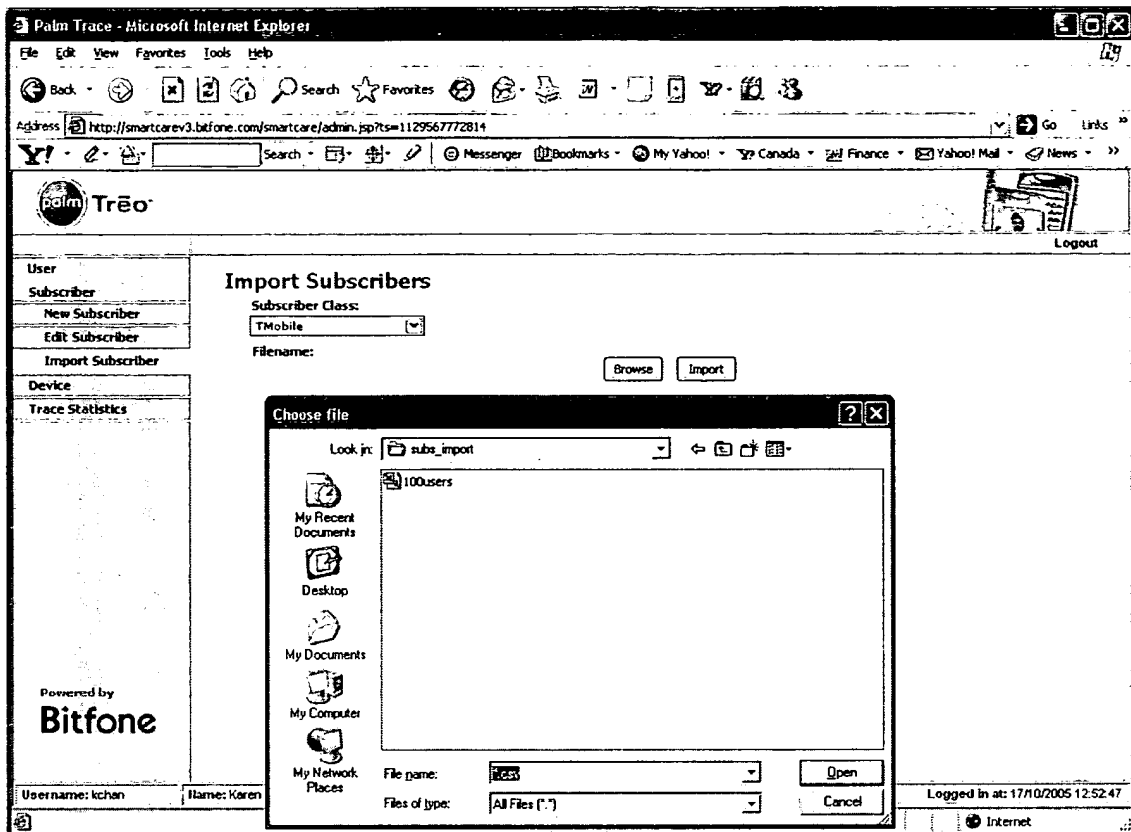 Palm Trace - Microsoft Internet Explorer
File Edit View Favorites Tools Help
Back Search Favorites
Address http://smartcarev3.bitfone.com/smartcare/admin.jsp?ts=1129567772814 Go Links »
Y! Search Messenger Bookmarks My Yahoo! Y? Canada Finance Yahoo! Mail News »
palm Trēo
Logout
User
Subscriber
New Subscriber
Edit Subscriber
Import Subscriber
Device
Trace Statistics
Import Subscribers
Subscriber Class:
TMobile
Filename:
Browse Import
Choose file
Look in: subs_import
100users
My Recent Documents
Desktop
My Documents
My Computer
My Network Places
File name: *.csv Open
Files of type: All Files (*.*) Cancel
Powered by
Bitfone
Username: kchan Name: Karen Logged in at: 17/10/2005 12:52:47
Internet